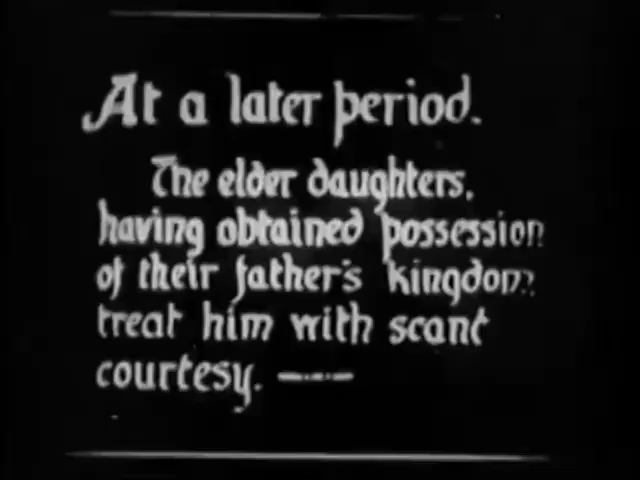 At a later period.
The elder daughters,
having obtained possession
of their father's kingdom,
treat him with scant
courtesy. —